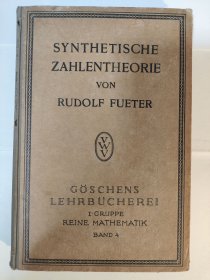 SYNTHETISCHE
ZAHLENTHEORIE
VON
RUDOLF FUETER
GÖSCHENS
LEHRBÜCHEREI
I. GRUPPE
REINE MATHEMATIK
BAND 4